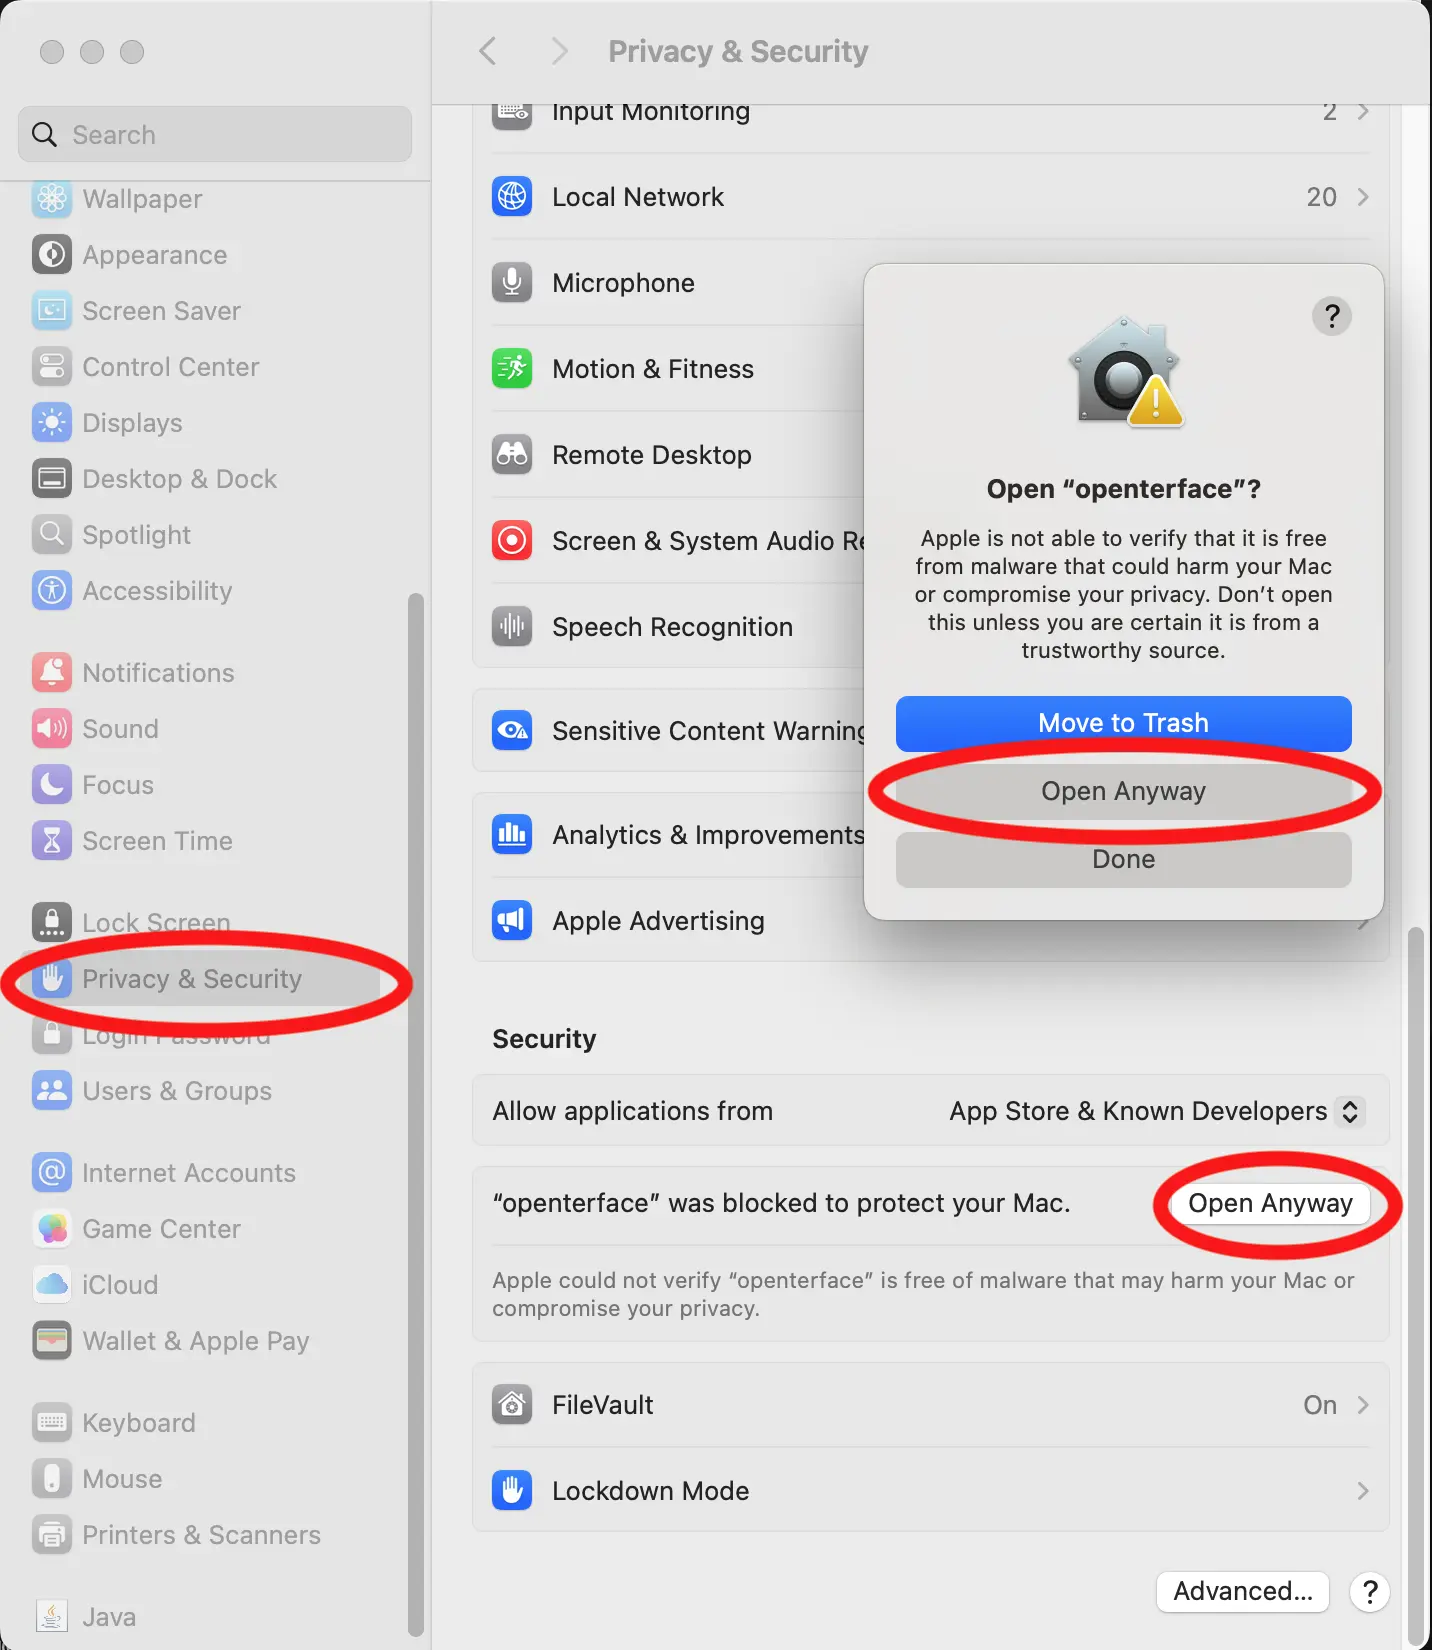 Privacy & Security
Search
Wallpaper
Appearance
Screen Saver
Control Center
Displays
Desktop & Dock
Spotlight
Accessibility
Notifications
Sound
Focus
Screen Time
Lock Screen
Privacy & Security
Login Password
Users & Groups
Internet Accounts
Game Center
iCloud
Wallet & Apple Pay
Keyboard
Mouse
Printers & Scanners
Java
Input Monitoring 2
Local Network 20
Microphone
Motion & Fitness
Remote Desktop
Screen & System Audio Re
Speech Recognition
Sensitive Content Warning
Analytics & Improvements
Apple Advertising
?
Open “openterface”?
Apple is not able to verify that it is free
from malware that could harm your Mac
or compromise your privacy. Don’t open
this unless you are certain it is from a
trustworthy source.
Move to Trash
Open Anyway
Done
Security
Allow applications from App Store & Known Developers
“openterface” was blocked to protect your Mac. Open Anyway
Apple could not verify “openterface” is free of malware that may harm your Mac or
compromise your privacy.
FileVault On
Lockdown Mode
Advanced... ?